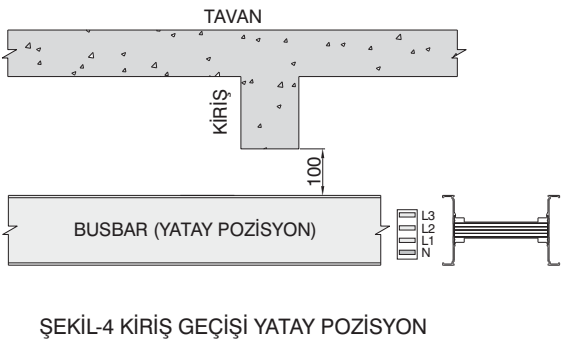 TAVAN
KİRİŞ
100
BUSBAR (YATAY POZİSYON)
L3
L2
L1
N
ŞEKİL-4 KİRİŞ GEÇİŞİ YATAY POZİSYON